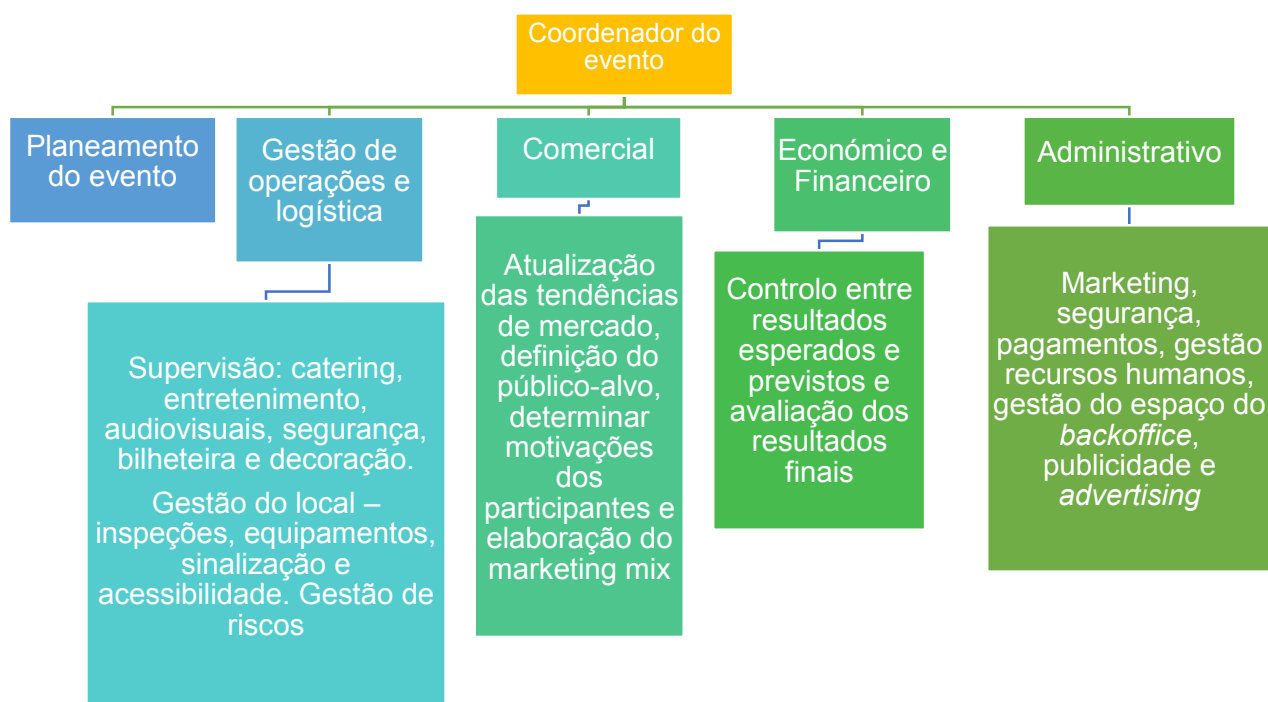 Coordenador do
evento
Planeamento
do evento
Gestão de
operações e
logística
Comercial
Económico e
Financeiro
Administrativo
Supervisão: catering,
entretenimento,
audiovisuais, segurança,
bilheteira e decoração.
Gestão do local –
inspeções, equipamentos,
sinalização e
acessibilidade. Gestão de
riscos
Atualização
das tendências
de mercado,
definição do
público-alvo,
determinar
motivações
dos
participantes e
elaboração do
marketing mix
Controlo entre
resultados
esperados e
previstos e
avaliação dos
resultados
finais
Marketing,
segurança,
pagamentos, gestão
recursos humanos,
gestão do espaço do
backoffice,
publicidade e
advertising